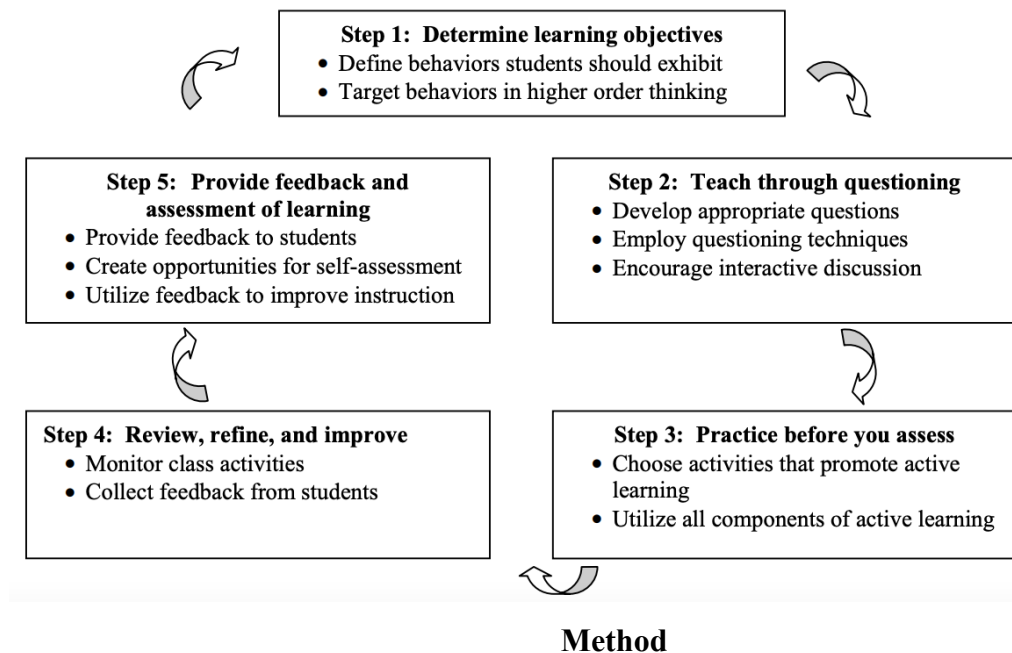 Step 1: Determine learning objectives
• Define behaviors students should exhibit
• Target behaviors in higher order thinking
Step 2: Teach through questioning
• Develop appropriate questions
• Employ questioning techniques
• Encourage interactive discussion
Step 3: Practice before you assess
• Choose activities that promote active
learning
• Utilize all components of active learning
Step 4: Review, refine, and improve
• Monitor class activities
• Collect feedback from students
Step 5: Provide feedback and
assessment of learning
• Provide feedback to students
• Create opportunities for self-assessment
• Utilize feedback to improve instruction
Method